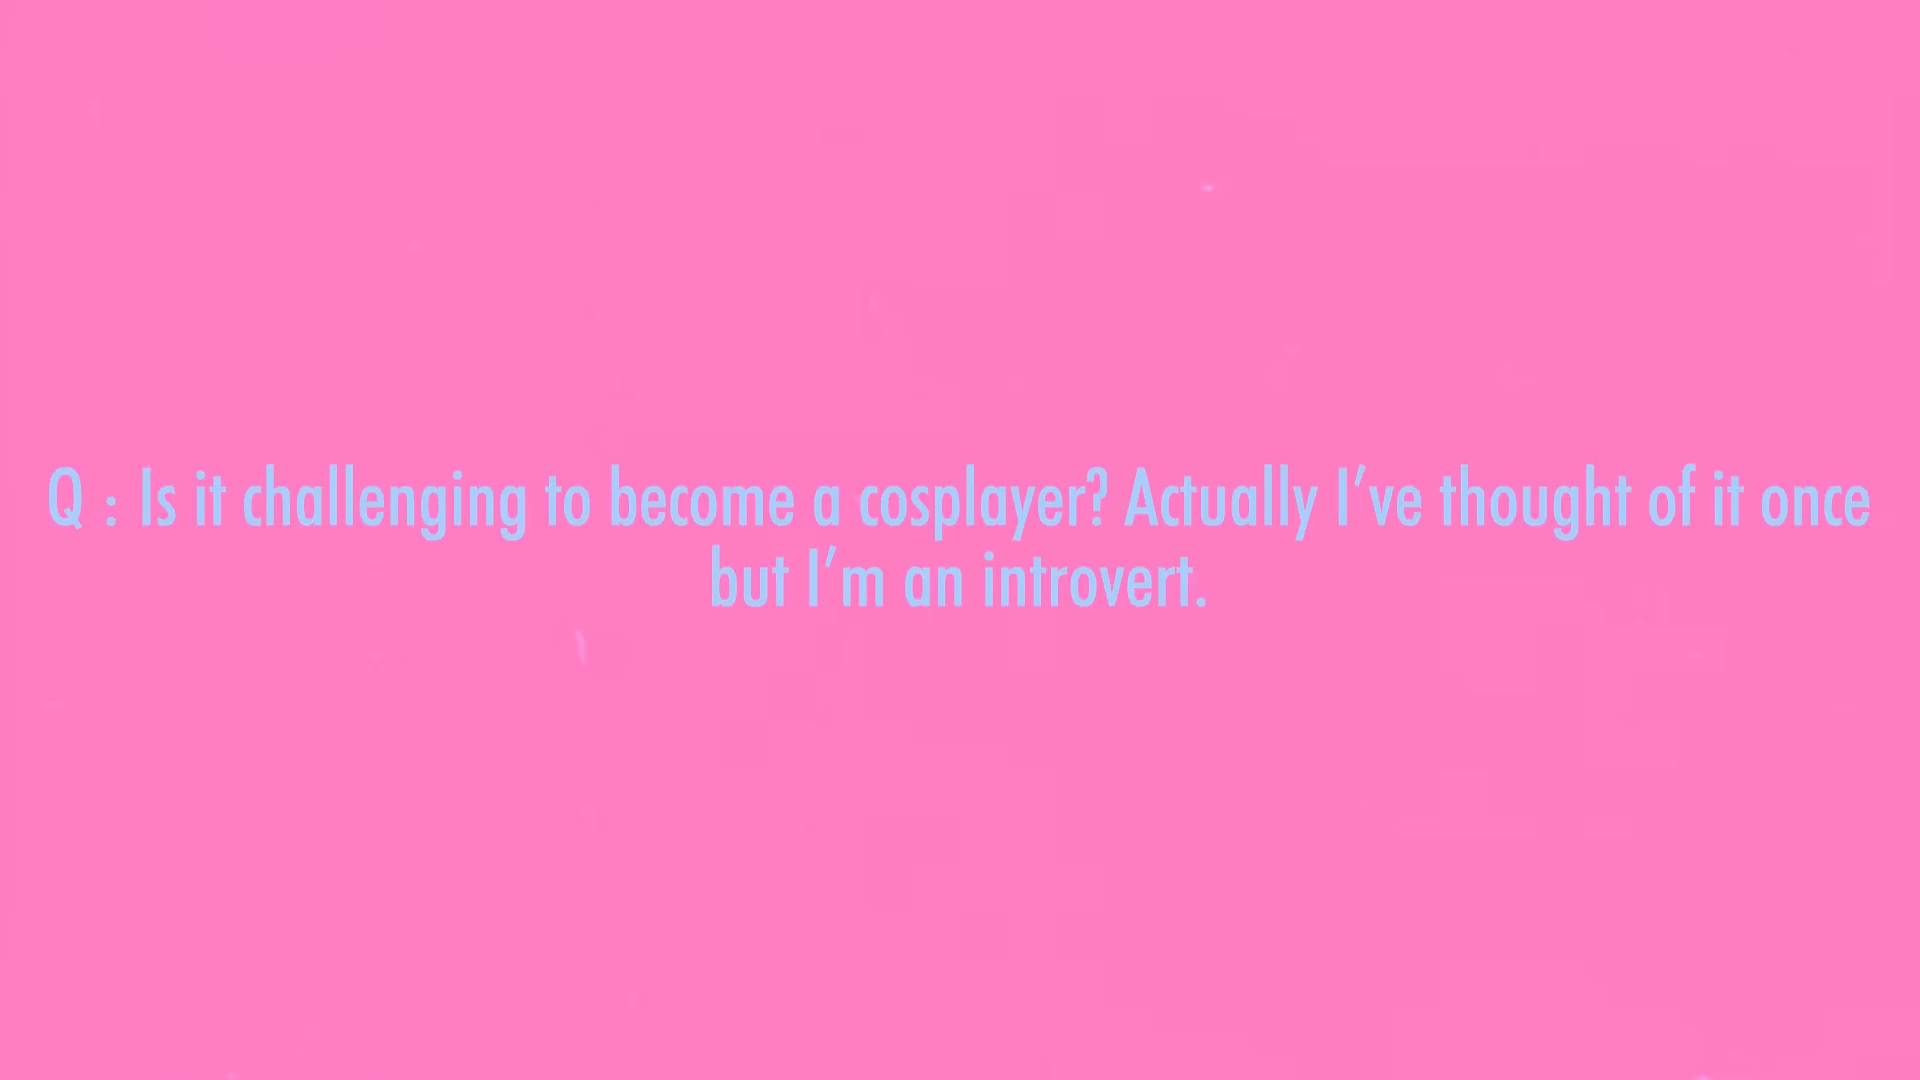 Q : Is it challenging to become a cosplayer? Actually I’ve thought of it once
but I’m an introvert.